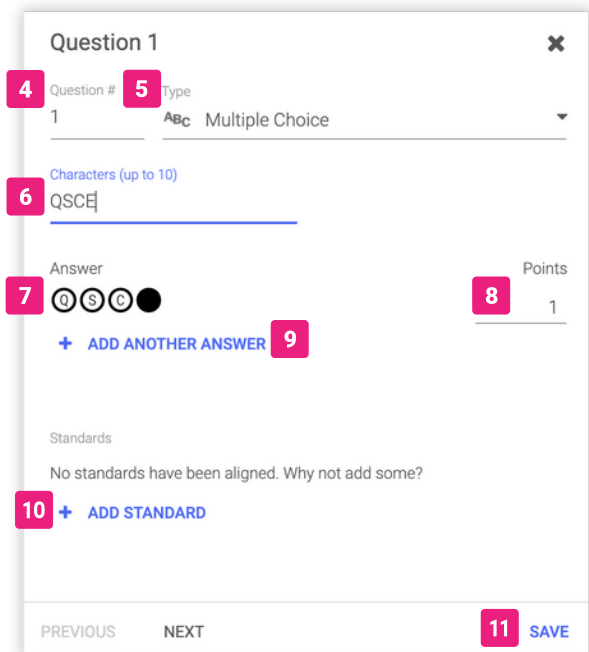 Question 1 ✖
4 Question # 5 Type
1 ABC Multiple Choice
Characters (up to 10)
6 QSCE
Answer Points
7 Q S C 8 1
+ ADD ANOTHER ANSWER 9
Standards
No standards have been aligned. Why not add some?
10 + ADD STANDARD
PREVIOUS NEXT 11 SAVE